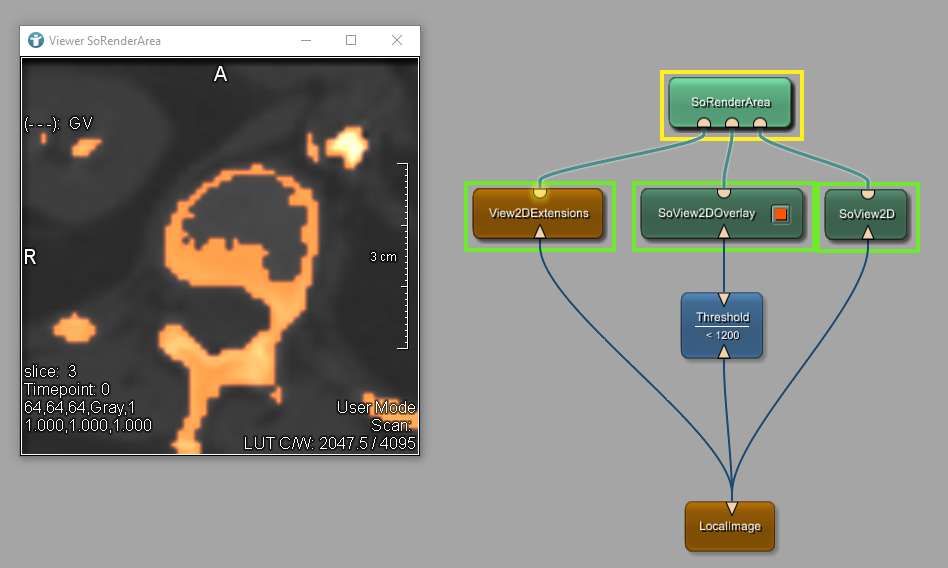 Viewer SoRenderArea
A
(---): GV
R
3 cm
slice: 3
Timepoint: 0
64,64,64,Gray,1
1.000,1.000,1.000
User Mode
Scan:
LUT C/W: 2047.5 / 4095
SoRenderArea
View2DExtensions
SoView2DOverlay
SoView2D
Threshold
< 1200
LocalImage